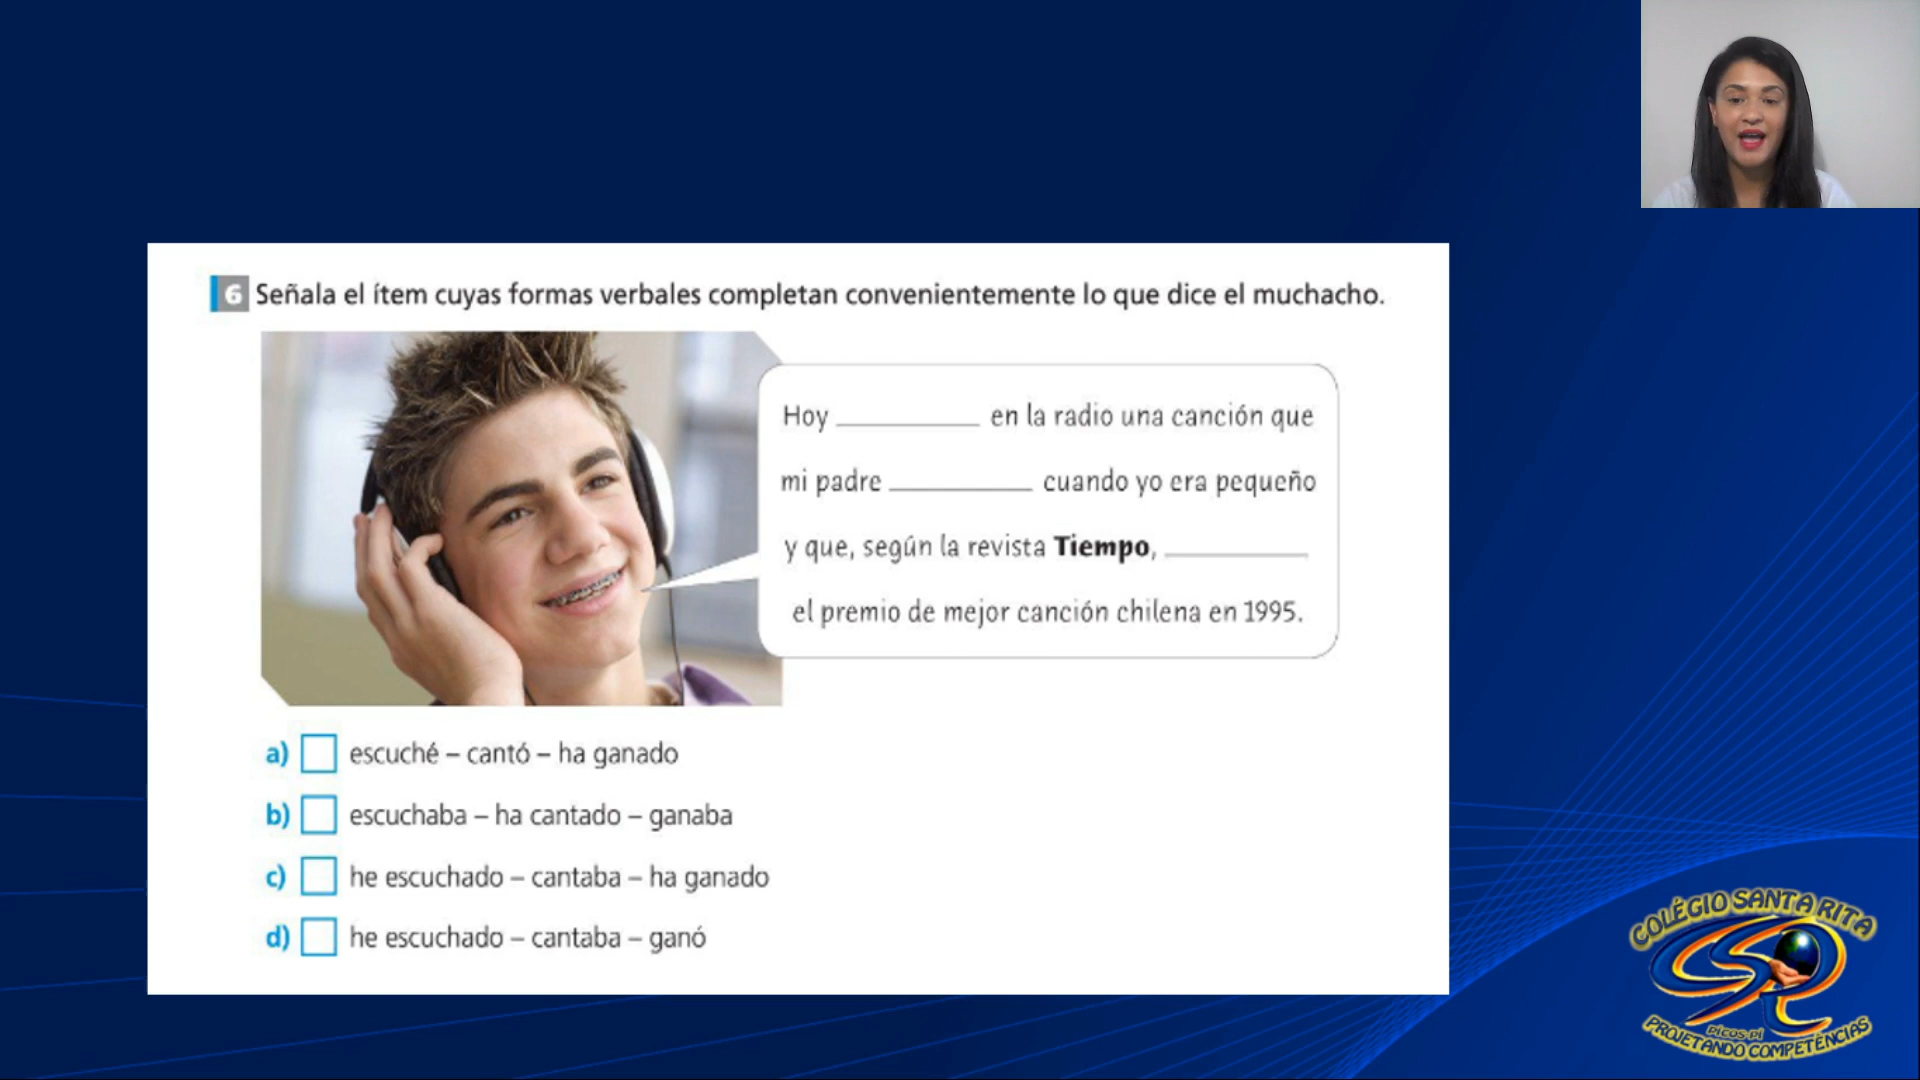 6 Señala el ítem cuyas formas verbales completan convenientemente lo que dice el muchacho.
Hoy __________ en la radio una canción que
mi padre __________ cuando yo era pequeño
y que, según la revista Tiempo, __________
el premio de mejor canción chilena en 1995.
a) escuché – cantó – ha ganado
b) escuchaba – ha cantado – ganaba
c) he escuchado – cantaba – ha ganado
d) he escuchado – cantaba – ganó
COLÉGIO SANTA RITA
PICOS-PI
PROJETANDO COMPETÊNCIAS